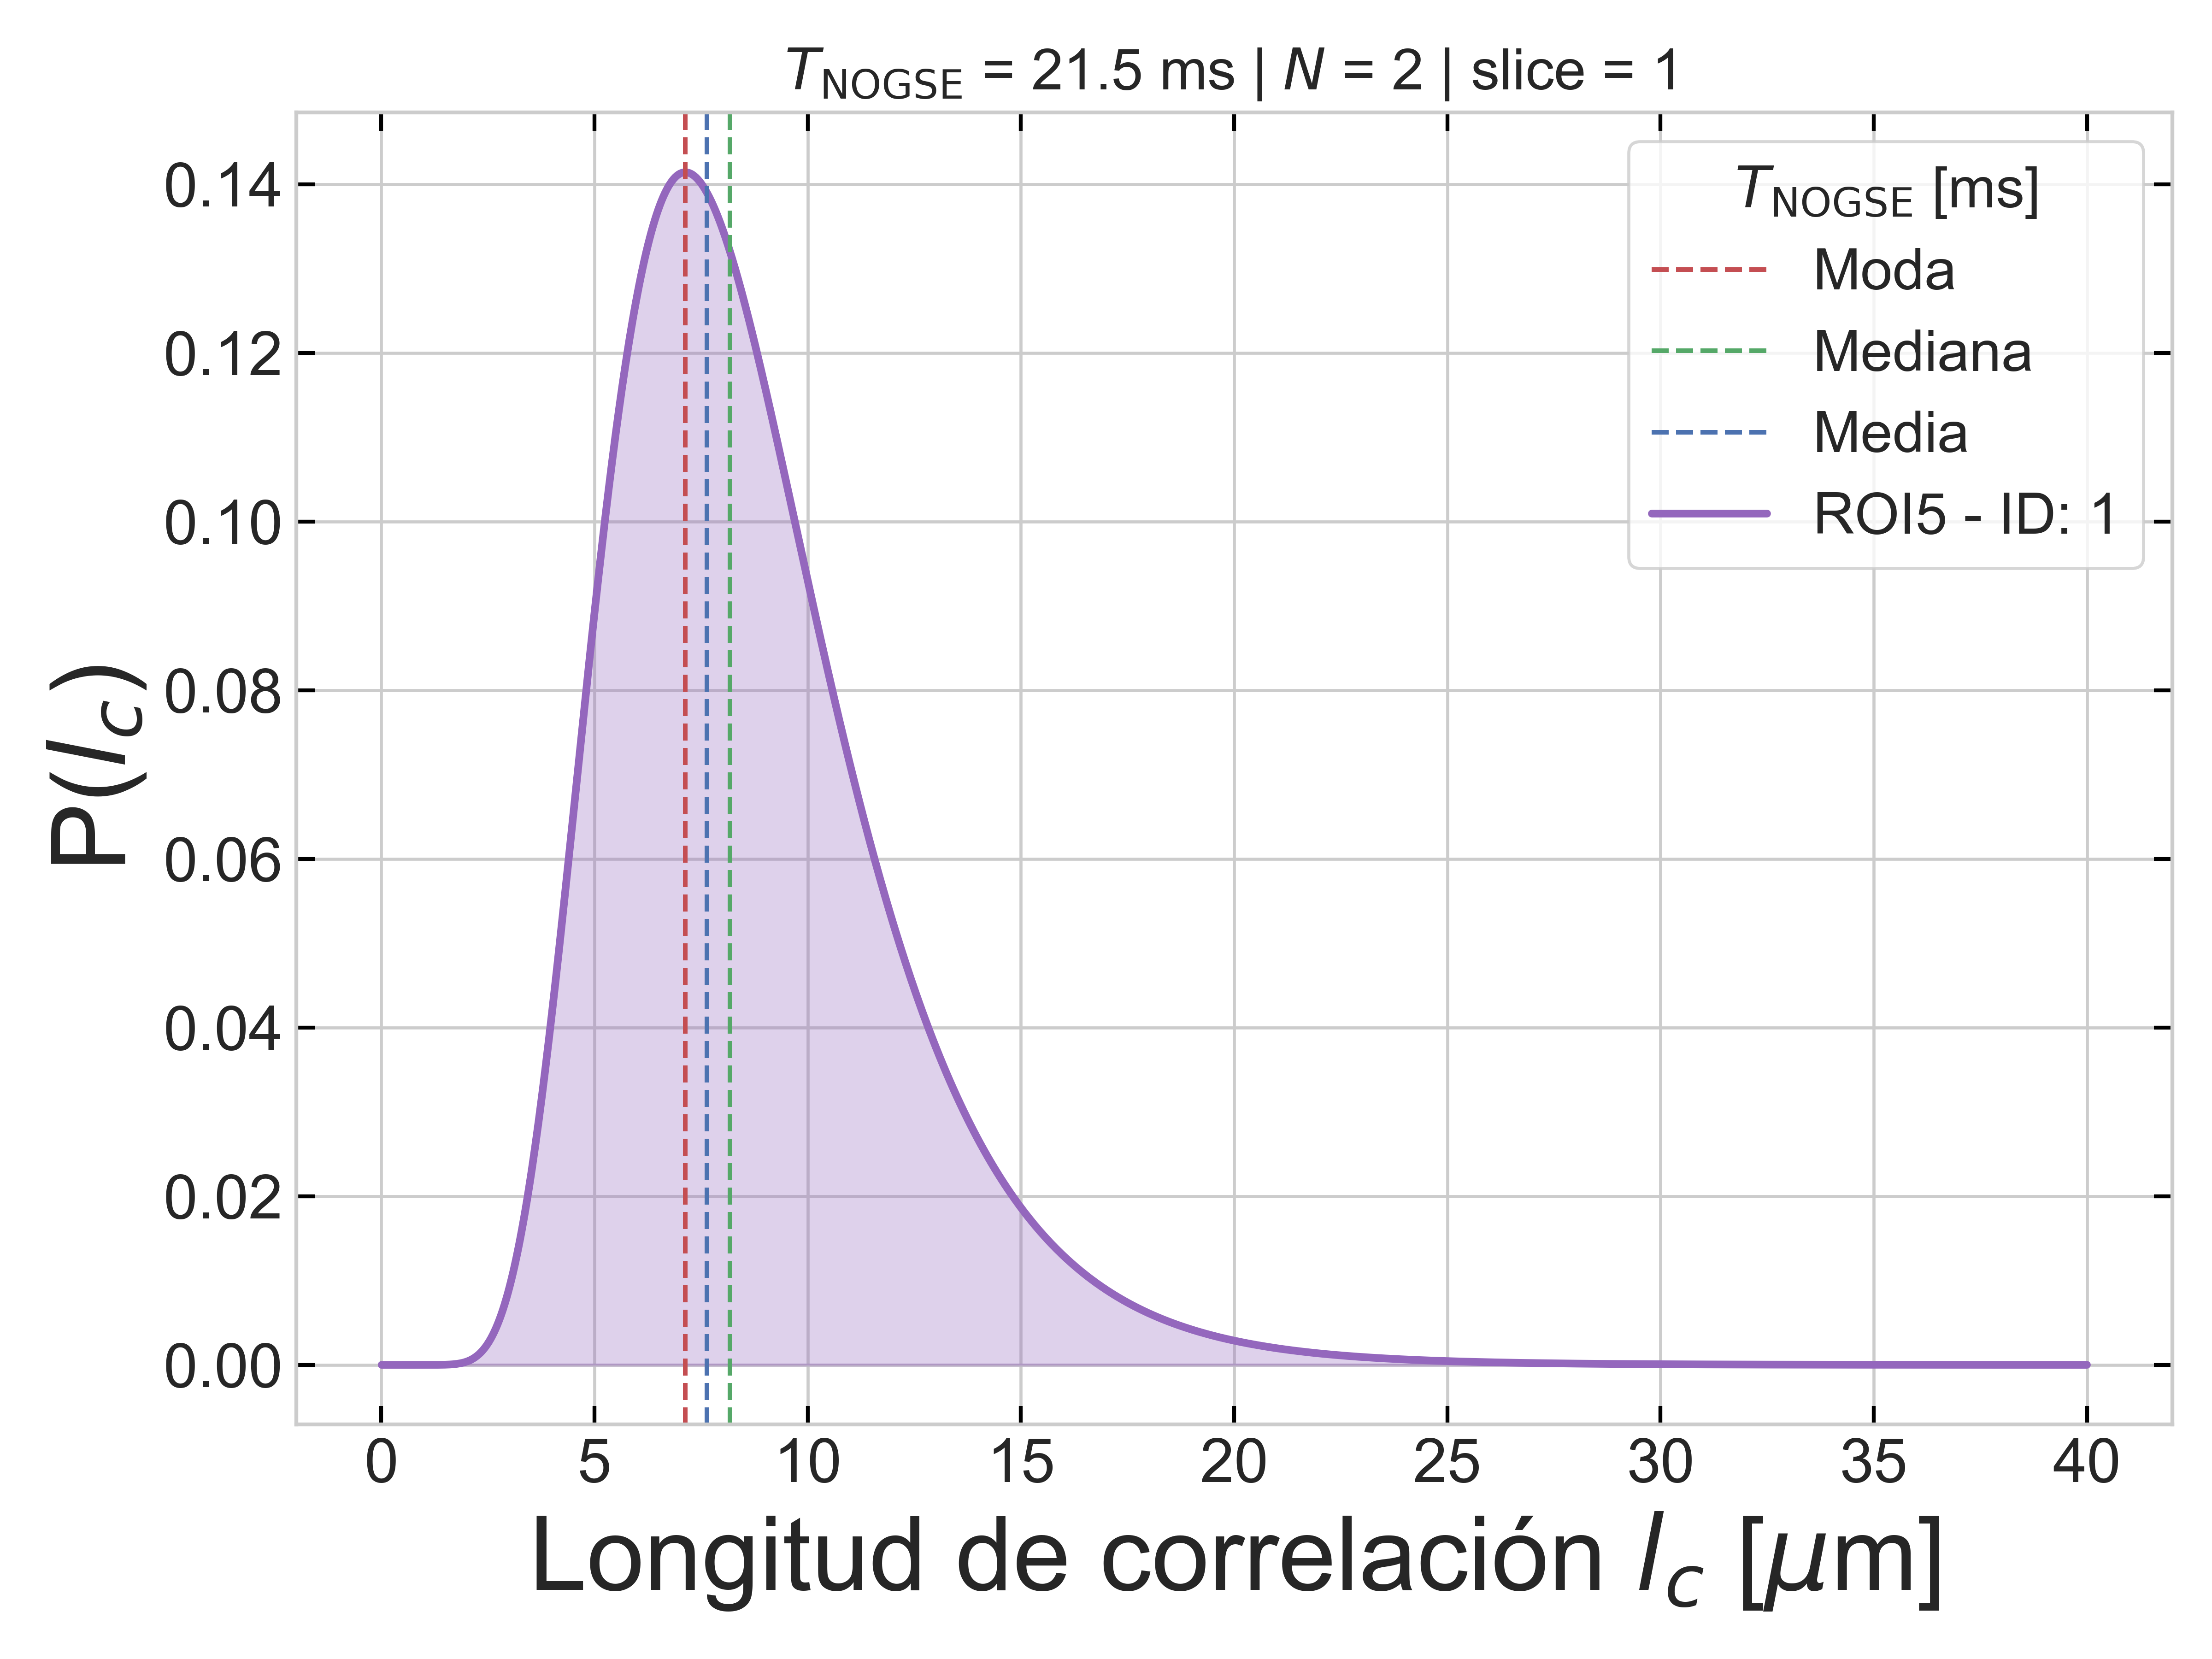 T_NOGSE = 21.5 ms | N = 2 | slice = 1
P(l_c)
0.14
0.12
0.10
0.08
0.06
0.04
0.02
0.00
T_NOGSE [ms]
Moda
Mediana
Media
ROI5 - ID: 1
0 5 10 15 20 25 30 35 40
Longitud de correlación l_c [μm]